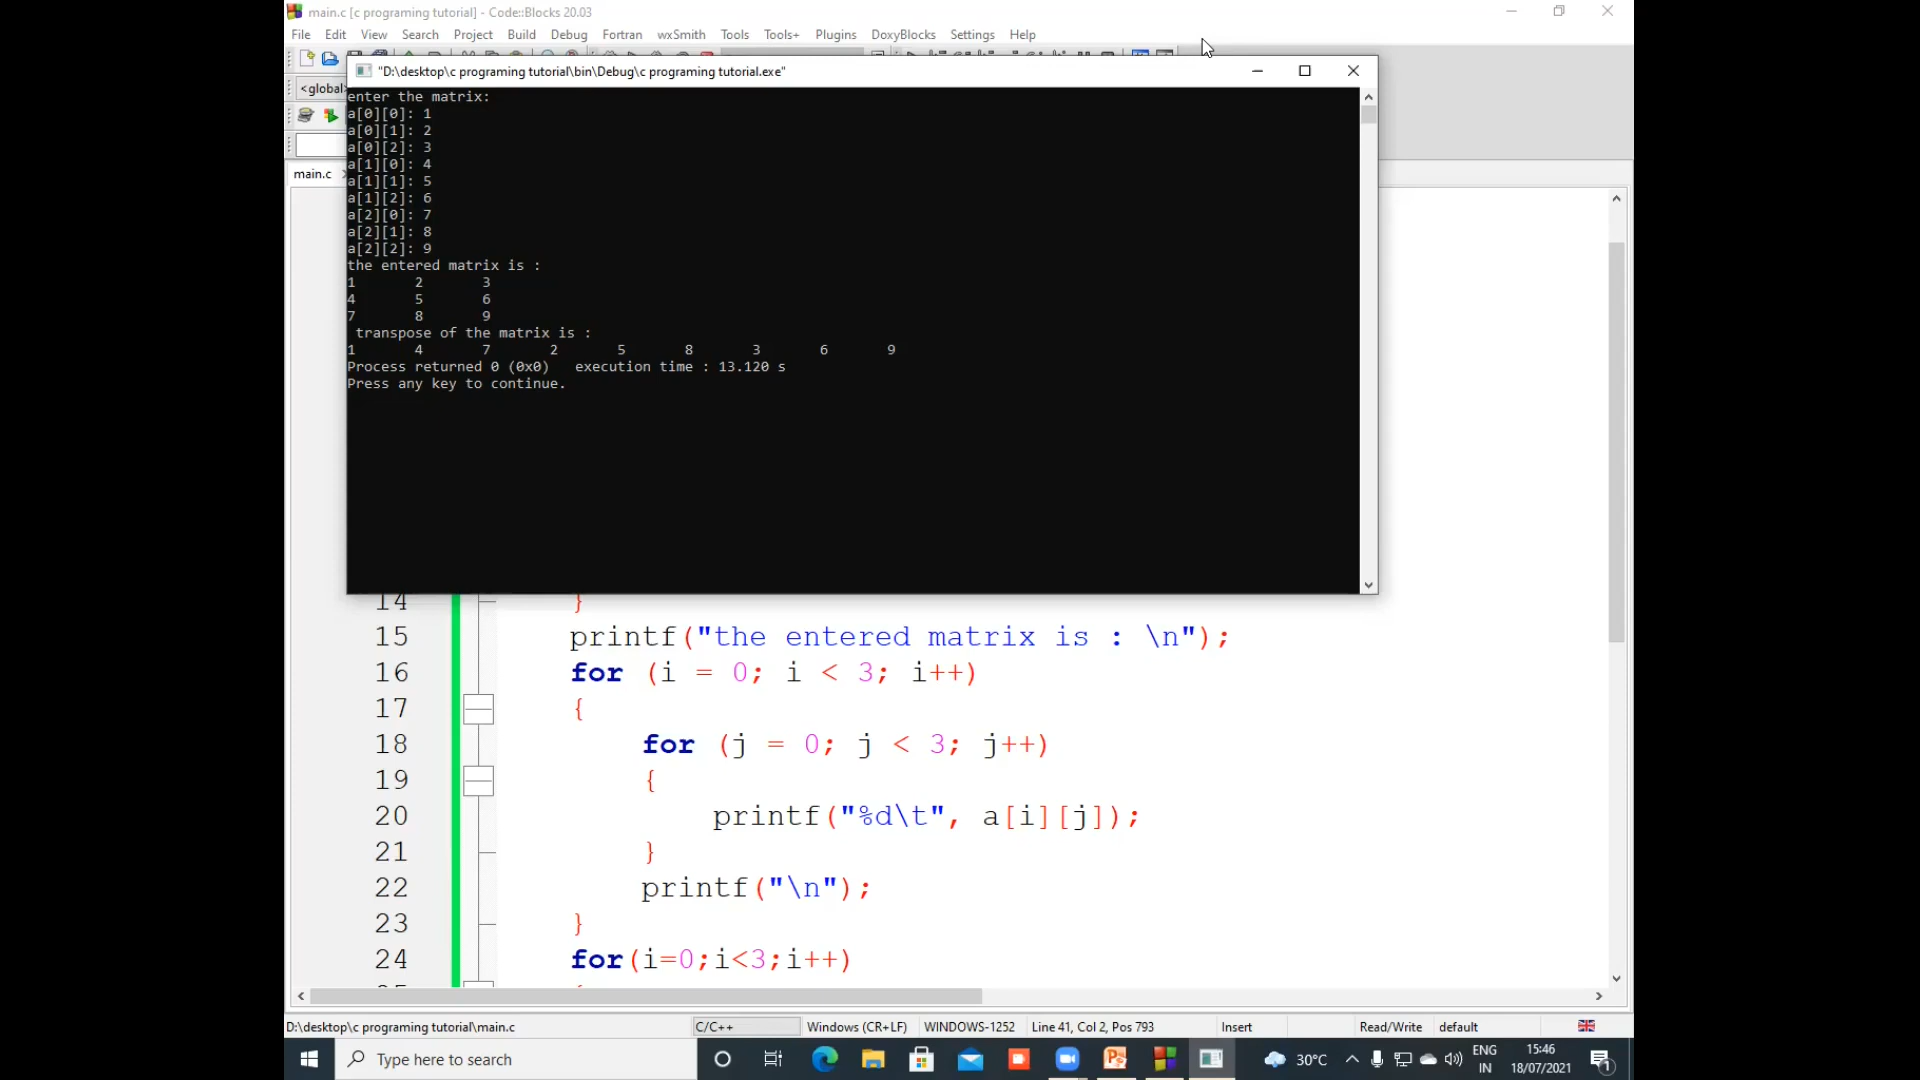 main.c [c programing tutorial] - Code::Blocks 20.03
File Edit View Search Project Build Debug Fortran wxSmith Tools Tools+ Plugins DoxyBlocks Settings Help
"D:\desktop\c programing tutorial\bin\Debug\c programing tutorial.exe"
<global>
main.c
enter the matrix:
a[0][0]: 1
a[0][1]: 2
a[0][2]: 3
a[1][0]: 4
a[1][1]: 5
a[1][2]: 6
a[2][0]: 7
a[2][1]: 8
a[2][2]: 9
the entered matrix is :
1 2 3
4 5 6
7 8 9
transpose of the matrix is :
1 4 7 2 5 8 3 6 9
Process returned 0 (0x0) execution time : 13.120 s
Press any key to continue.
14 }
15 printf("the entered matrix is : \n");
16 for (i = 0; i < 3; i++)
17 {
18 for (j = 0; j < 3; j++)
19 {
20 printf("%d\t", a[i][j]);
21 }
22 printf("\n");
23 }
24 for(i=0;i<3;i++)
D:\desktop\c programing tutorial\main.c C/C++ Windows (CR+LF) WINDOWS-1252 Line 41, Col 2, Pos 793 Insert Read/Write default
Type here to search 30°C ENG IN 15:46 18/07/2021 1